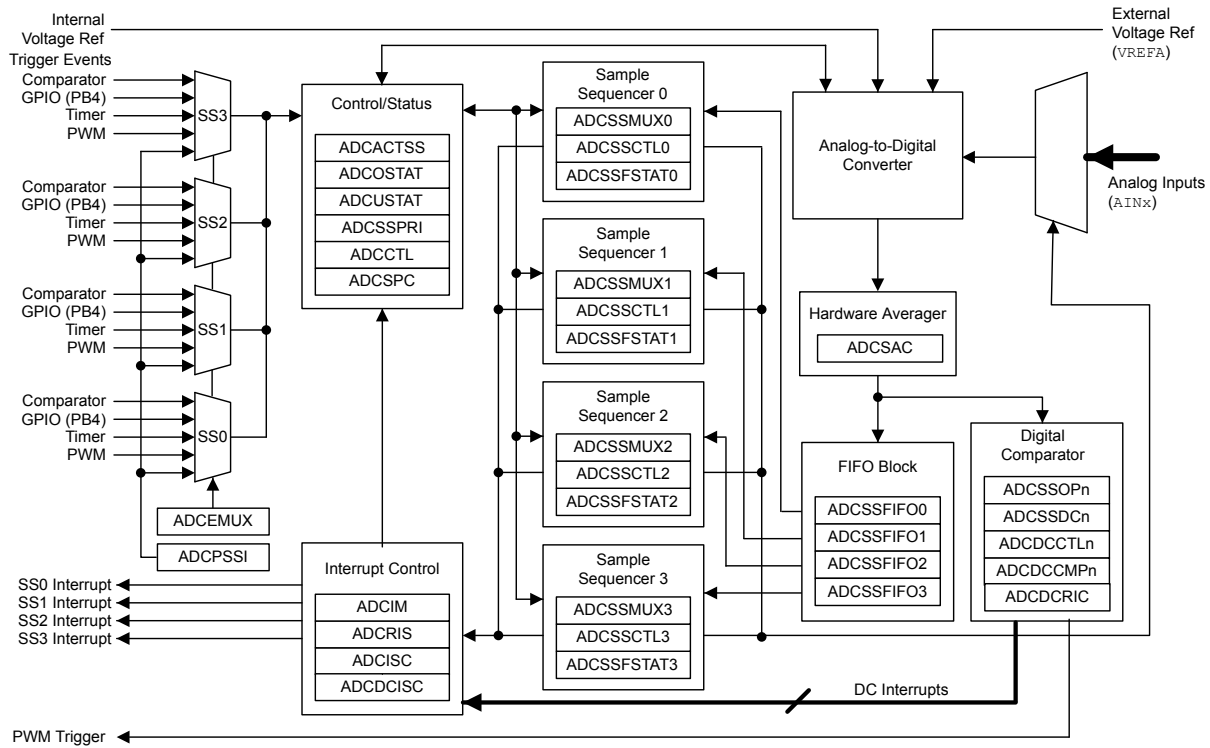 Internal
Voltage Ref
Trigger Events
Comparator
GPIO (PB4)
Timer
PWM
SS3
Comparator
GPIO (PB4)
Timer
PWM
SS2
Comparator
GPIO (PB4)
Timer
PWM
SS1
Comparator
GPIO (PB4)
Timer
PWM
SS0
ADCEMUX
ADCPSSI
SS0 Interrupt
SS1 Interrupt
SS2 Interrupt
SS3 Interrupt
PWM Trigger
Control/Status
ADCACTSS
ADCOSTAT
ADCUSTAT
ADCSSPRI
ADCCTL
ADCSPC
Interrupt Control
ADCIM
ADCRIS
ADCISC
ADCDCISC
Sample
Sequencer 0
ADCSSMUX0
ADCSSCTL0
ADCSSFSTAT0
Sample
Sequencer 1
ADCSSMUX1
ADCSSCTL1
ADCSSFSTAT1
Sample
Sequencer 2
ADCSSMUX2
ADCSSCTL2
ADCSSFSTAT2
Sample
Sequencer 3
ADCSSMUX3
ADCSSCTL3
ADCSSFSTAT3
External
Voltage Ref
(VREFA)
Analog-to-Digital
Converter
Analog Inputs
(AINx)
Hardware Averager
ADCSAC
FIFO Block
ADCSSFIFO0
ADCSSFIFO1
ADCSSFIFO2
ADCSSFIFO3
Digital
Comparator
ADCSSOPn
ADCSSDCn
ADCDCCTLn
ADCDCCMPn
ADCDCRIC
DC Interrupts